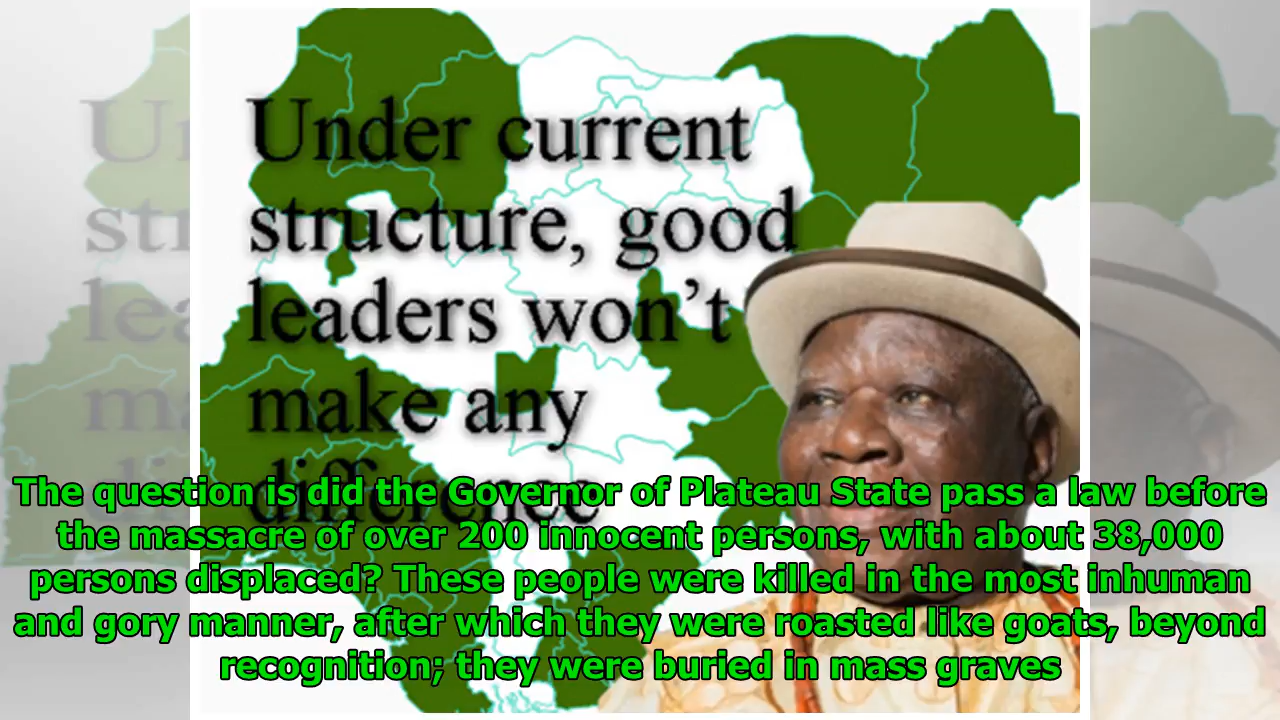 Under current
structure, good
leaders won't
make any
difference
The question is did the Governor of Plateau State pass a law before
the massacre of over 200 innocent persons, with about 38,000
persons displaced? These people were killed in the most inhuman
and gory manner, after which they were roasted like goats, beyond
recognition; they were buried in mass graves